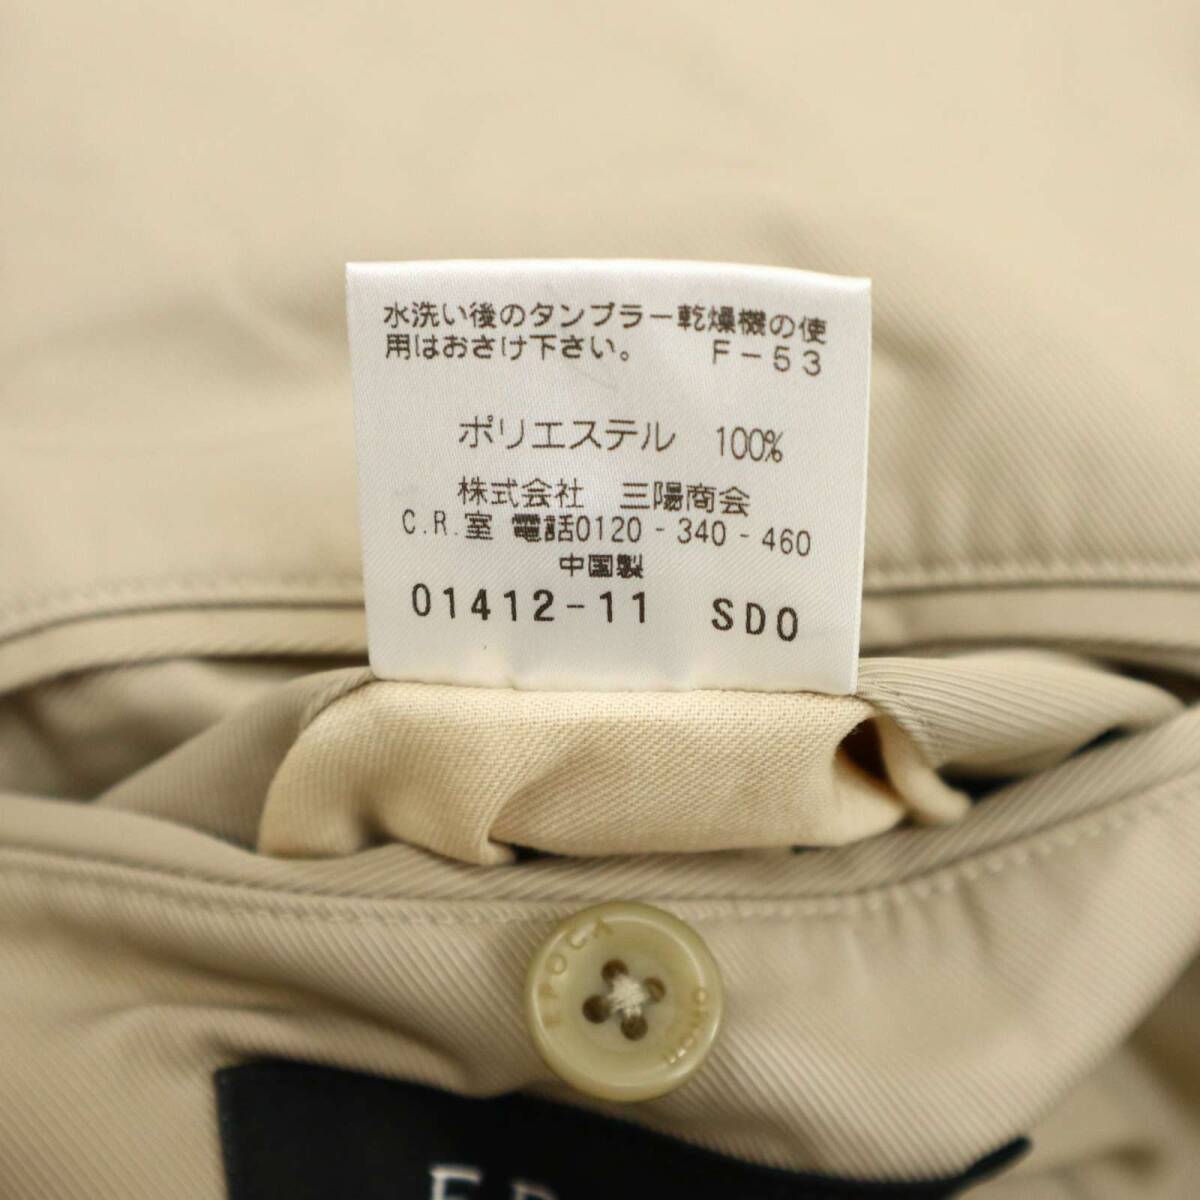 水洗い後のタンブラー乾燥機の使
用はおさけ下さい。 F-53
ポリエステル 100%
株式会社 三陽商会
C.R.室 電話0120-340-460
中国製
01412-11 SDO
EPOCA
UOMO